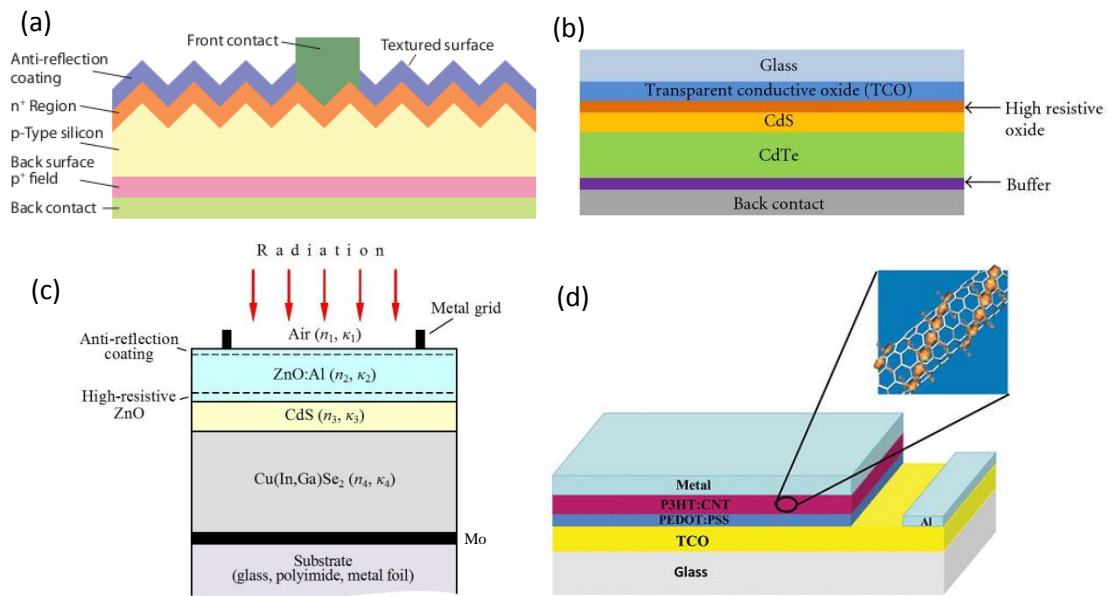 (a)
Front contact
Textured surface
Anti-reflection
coating
n⁺ Region
p-Type silicon
Back surface
p⁺ field
Back contact
(b)
Glass
Transparent conductive oxide (TCO)
High resistive
oxide
CdS
CdTe
Buffer
Back contact
(c)
Radiation
Metal grid
Air (n₁, κ₁)
Anti-reflection
coating
ZnO:Al (n₂, κ₂)
High-resistive
ZnO
CdS (n₃, κ₃)
Cu(In,Ga)Se₂ (n₄, κ₄)
Mo
Substrate
(glass, polyimide, metal foil)
(d)
Metal
P3HT:CNT
PEDOT:PSS
Al
TCO
Glass